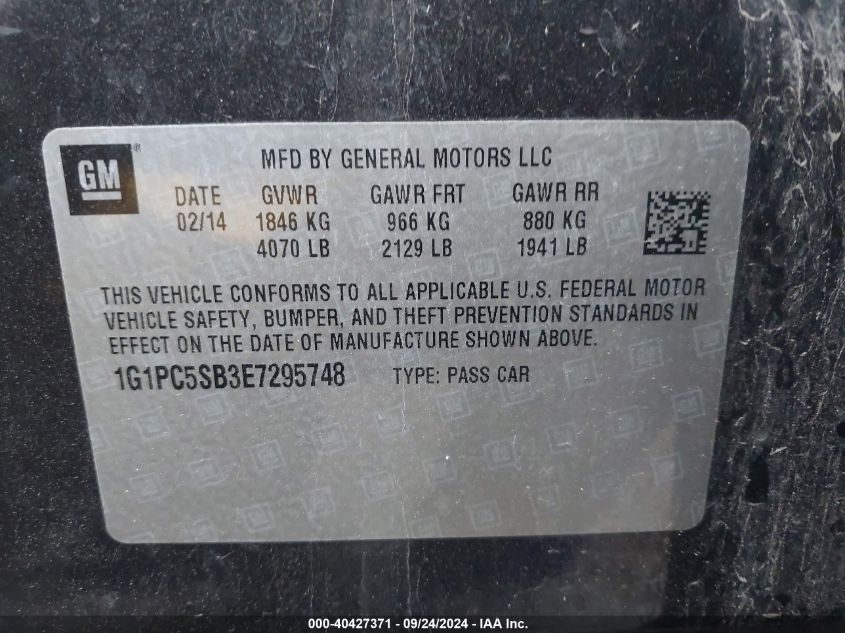 GM
MFD BY GENERAL MOTORS LLC
DATE GVWR GAWR FRT GAWR RR
02/14 1846 KG 966 KG 880 KG
4070 LB 2129 LB 1941 LB
THIS VEHICLE CONFORMS TO ALL APPLICABLE U.S. FEDERAL MOTOR
VEHICLE SAFETY, BUMPER, AND THEFT PREVENTION STANDARDS IN
EFFECT ON THE DATE OF MANUFACTURE SHOWN ABOVE.
1G1PC5SB3E7295748 TYPE: PASS CAR
000-40427371 - 09/24/2024 - IAA Inc.